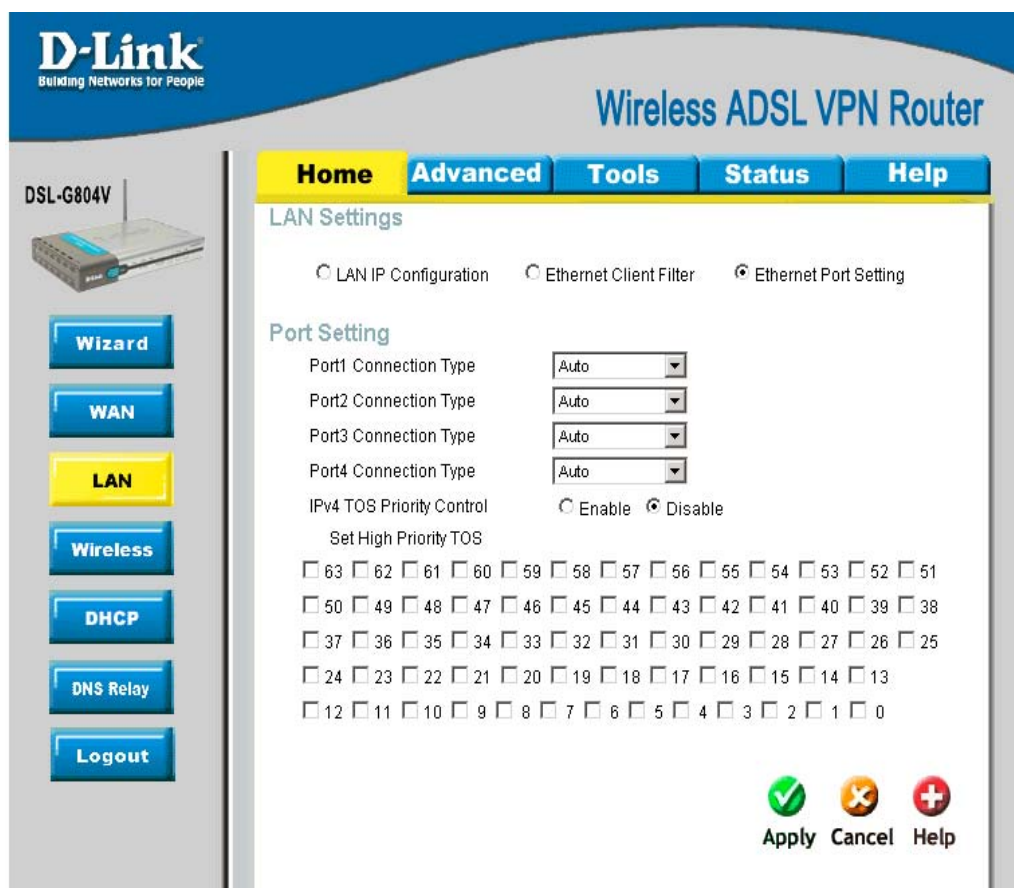 D-Link
Building Networks for People
Wireless ADSL VPN Router
DSL-G804V
Home Advanced Tools Status Help
LAN Settings
LAN IP Configuration Ethernet Client Filter Ethernet Port Setting
Wizard
WAN
LAN
Wireless
DHCP
DNS Relay
Logout
Port Setting
Port1 Connection Type Auto
Port2 Connection Type Auto
Port3 Connection Type Auto
Port4 Connection Type Auto
IPv4 TOS Priority Control Enable Disable
Set High Priority TOS
63 62 61 60 59 58 57 56 55 54 53 52 51
50 49 48 47 46 45 44 43 42 41 40 39 38
37 36 35 34 33 32 31 30 29 28 27 26 25
24 23 22 21 20 19 18 17 16 15 14 13
12 11 10 9 8 7 6 5 4 3 2 1 0
Apply Cancel Help